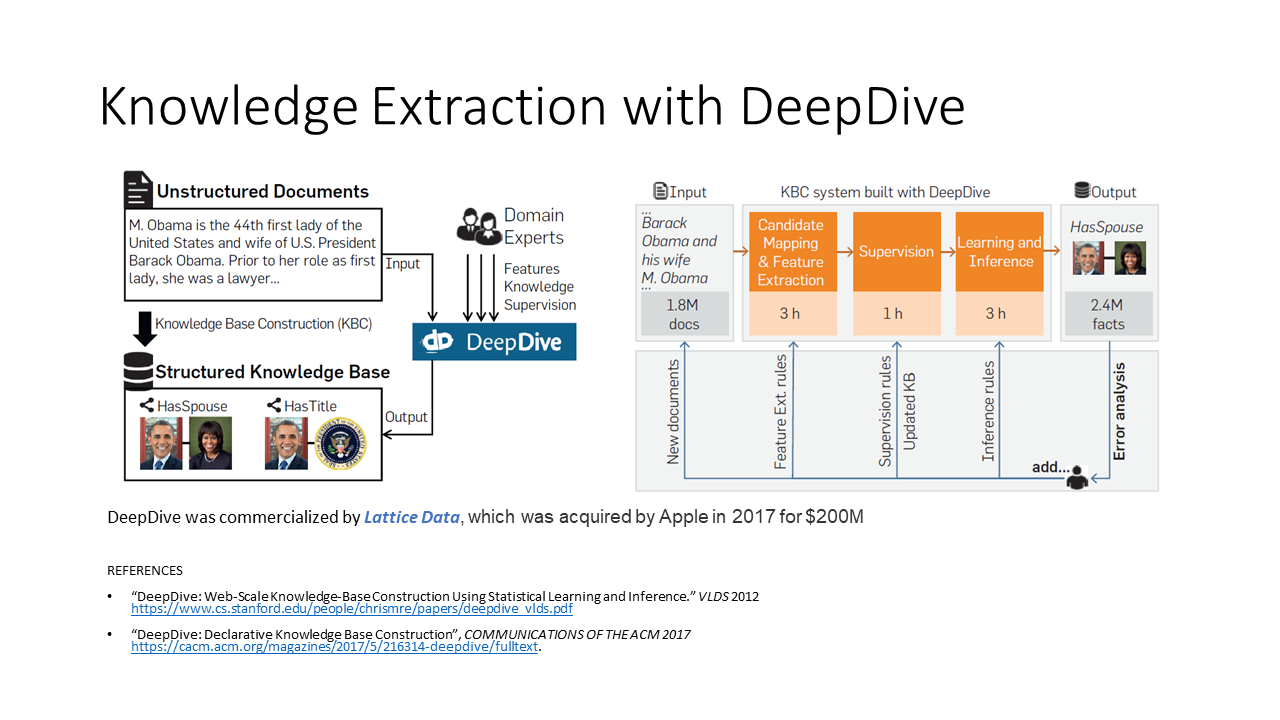 Knowledge Extraction with DeepDive
Unstructured Documents
M. Obama is the 44th first lady of the
United States and wife of U.S. President
Barack Obama. Prior to her role as first
lady, she was a lawyer...
Input
Domain
Experts
Features
Knowledge
Supervision
Knowledge Base Construction (KBC)
DeepDive
Structured Knowledge Base
HasSpouse
HasTitle
Output
Input
KBC system built with DeepDive
Output
...
Barack
Obama and
his wife
M. Obama
...
1.8M
docs
Candidate
Mapping
& Feature
Extraction
3 h
Supervision
1 h
Learning and
Inference
3 h
HasSpouse
2.4M
facts
New documents
Feature Ext. rules
Supervision rules
Updated KB
Inference rules
add...
Error analysis
DeepDive was commercialized by Lattice Data, which was acquired by Apple in 2017 for $200M
REFERENCES
• “DeepDive: Web-Scale Knowledge-Base Construction Using Statistical Learning and Inference.” VLDS 2012
https://www.cs.stanford.edu/people/chrismre/papers/deepdive_vlds.pdf
• “DeepDive: Declarative Knowledge Base Construction”, COMMUNICATIONS OF THE ACM 2017
https://cacm.acm.org/magazines/2017/5/216314-deepdive/fulltext.